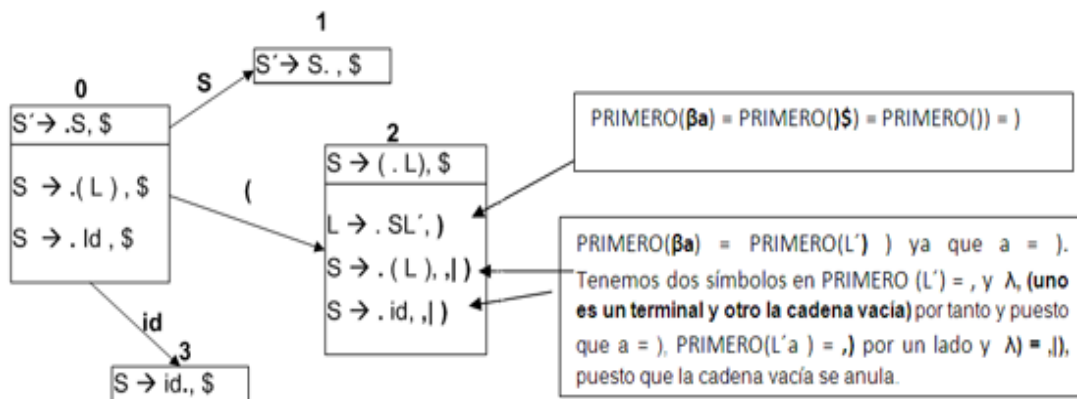 1
S´→ S. , $
S
0
S´→ .S, $
S → .( L ) , $
S → . Id , $
(
2
S → ( . L), $
L → . SL´, )
S → . ( L ), ,| )
S → . id, ,| )
id
3
S → id., $
PRIMERO(βa) = PRIMERO()$) = PRIMERO()) = )
PRIMERO(βa) = PRIMERO(L´) ) ya que a = ).
Tenemos dos símbolos en PRIMERO (L´) = , y λ, (uno
es un terminal y otro la cadena vacía) por tanto y puesto
que a = ), PRIMERO(L´a ) = ,) por un lado y λ) = ,|),
puesto que la cadena vacía se anula.